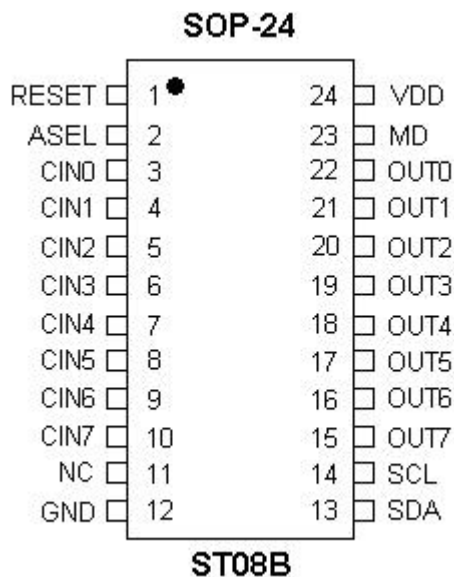 SOP-24
RESET 1 24 VDD
ASEL 2 23 MD
CIN0 3 22 OUT0
CIN1 4 21 OUT1
CIN2 5 20 OUT2
CIN3 6 19 OUT3
CIN4 7 18 OUT4
CIN5 8 17 OUT5
CIN6 9 16 OUT6
CIN7 10 15 OUT7
NC 11 14 SCL
GND 12 13 SDA
ST08B